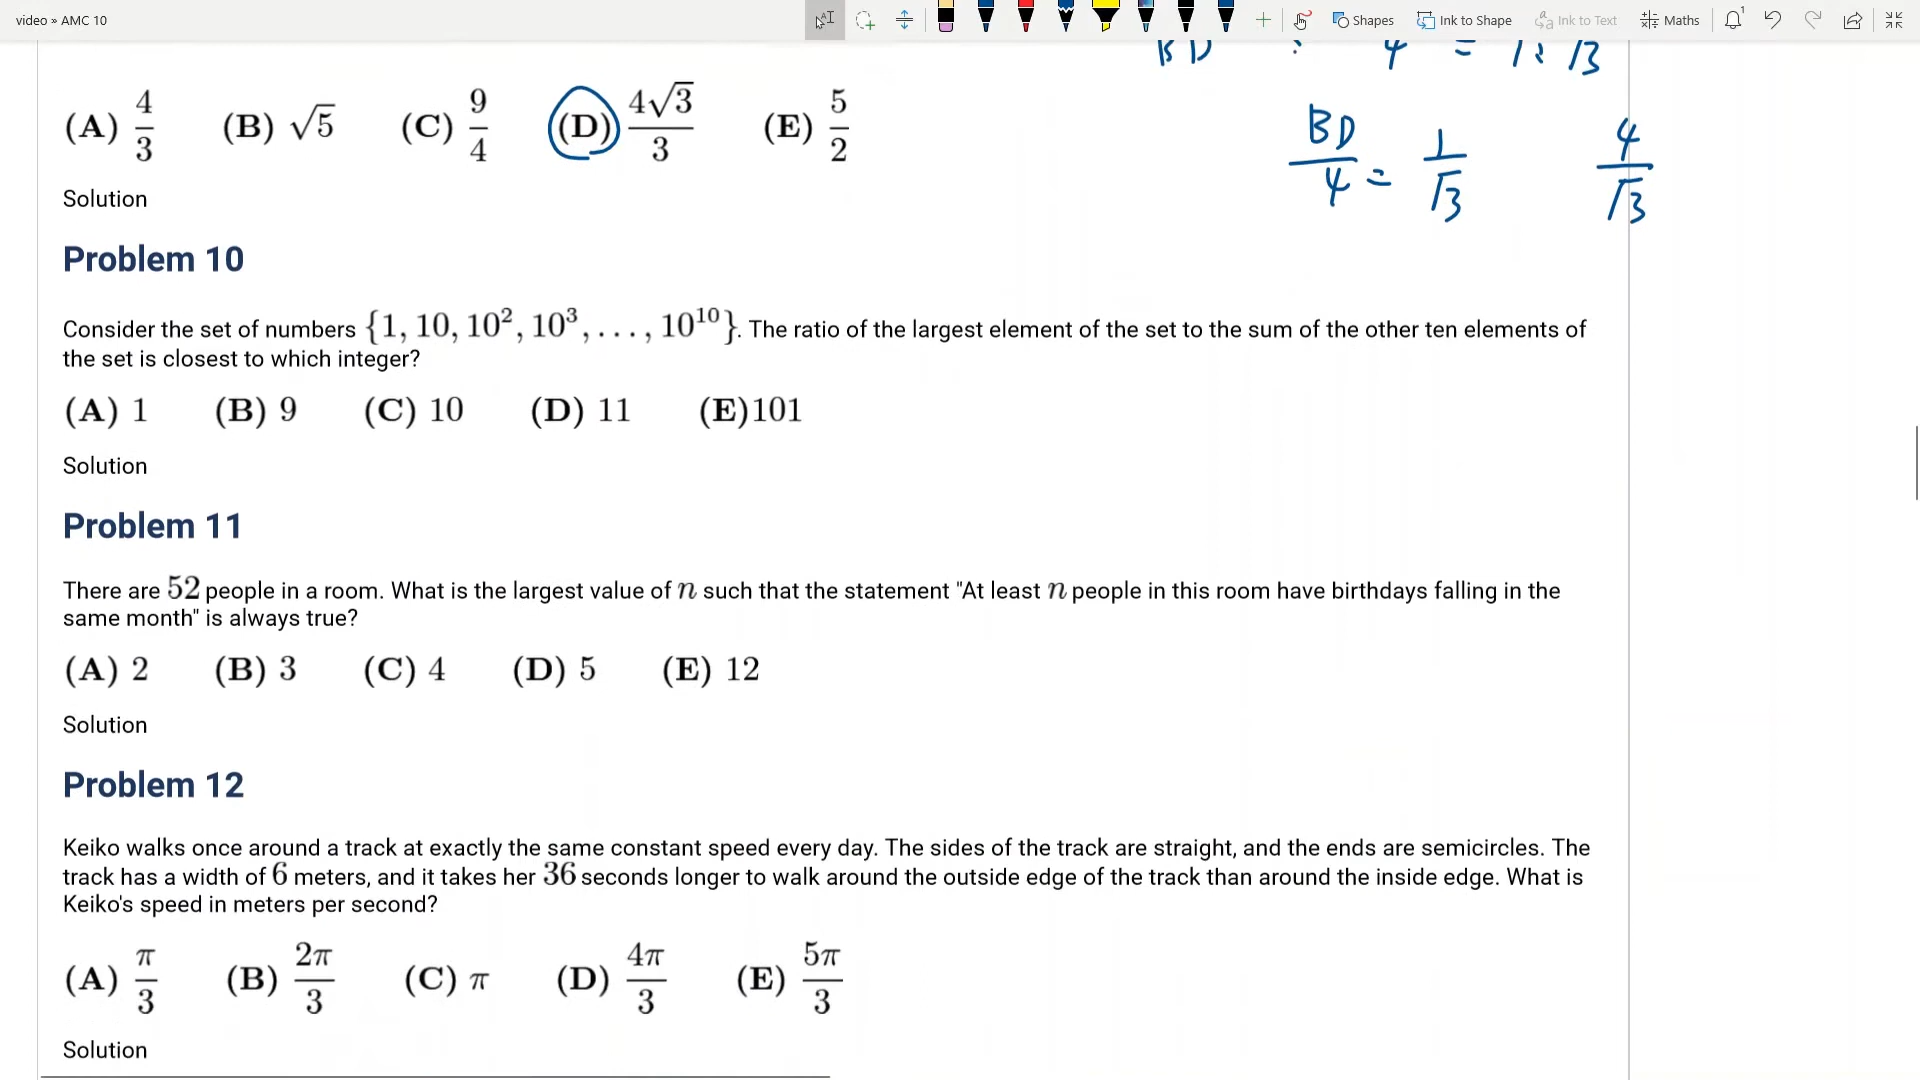 video » AMC 10
Shapes Ink to Shape Ink to Text Maths 1
BD : 4 = 1 : √3
(A) 4/3 (B) √5 (C) 9/4 (D) 4√3/3 (E) 5/2
BD/4 = 1/√3 4/√3
Solution
Problem 10
Consider the set of numbers {1, 10, 10², 10³, . . . , 10¹⁰}. The ratio of the largest element of the set to the sum of the other ten elements of
the set is closest to which integer?
(A) 1 (B) 9 (C) 10 (D) 11 (E)101
Solution
Problem 11
There are 52 people in a room. What is the largest value of n such that the statement "At least n people in this room have birthdays falling in the
same month" is always true?
(A) 2 (B) 3 (C) 4 (D) 5 (E) 12
Solution
Problem 12
Keiko walks once around a track at exactly the same constant speed every day. The sides of the track are straight, and the ends are semicircles. The
track has a width of 6 meters, and it takes her 36 seconds longer to walk around the outside edge of the track than around the inside edge. What is
Keiko's speed in meters per second?
(A) π/3 (B) 2π/3 (C) π (D) 4π/3 (E) 5π/3
Solution